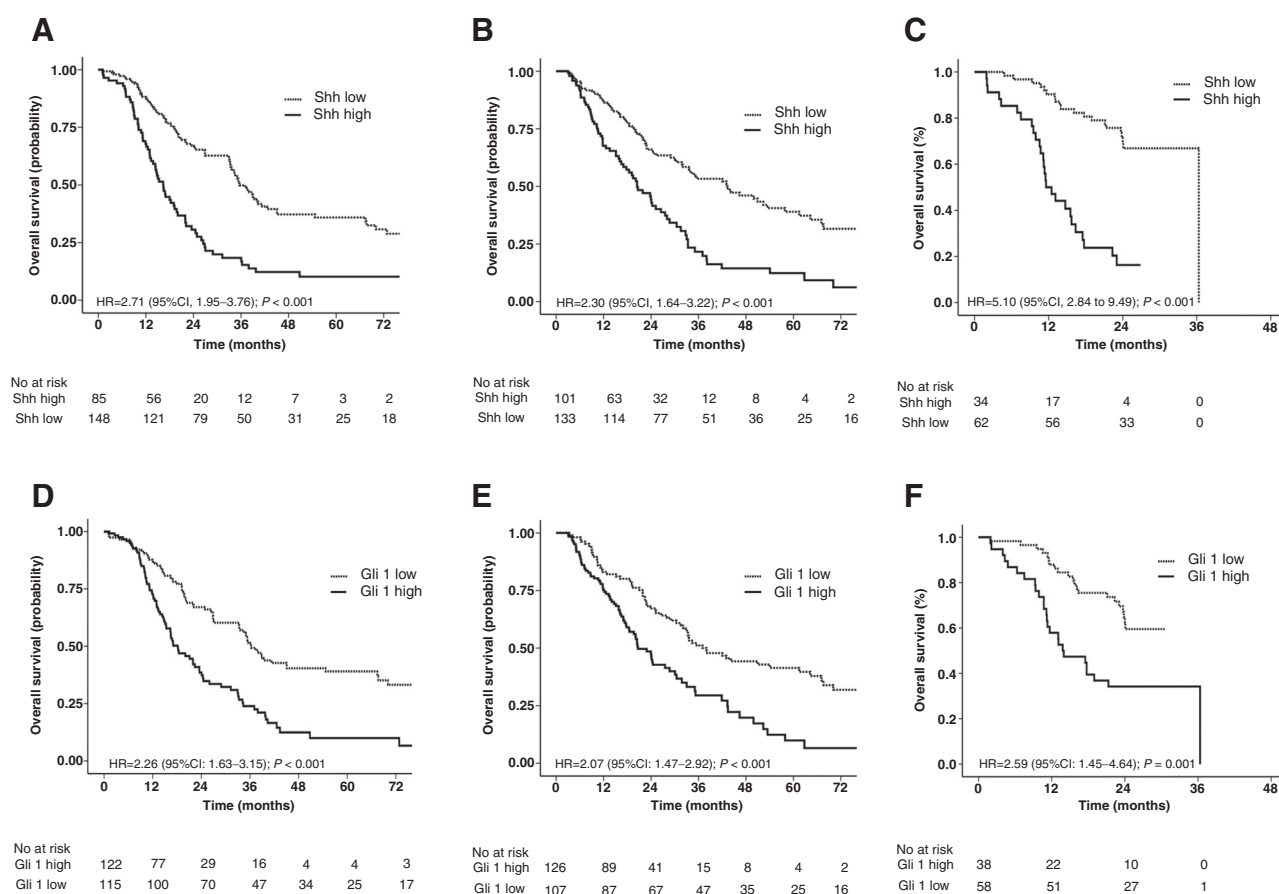 A
Overall survival (probability)
1.00
0.75
0.50
0.25
0.00
Shh low
Shh high
HR=2.71 (95%CI, 1.95–3.76); P < 0.001
0 12 24 36 48 60 72
Time (months)
No at risk
Shh high 85 56 20 12 7 3 2
Shh low 148 121 79 50 31 25 18
B
Overall survival (probability)
1.00
0.75
0.50
0.25
0.00
Shh low
Shh high
HR=2.30 (95%CI, 1.64–3.22); P < 0.001
0 12 24 36 48 60 72
Time (months)
No at risk
Shh high 101 63 32 12 8 4 2
Shh low 133 114 77 51 36 25 16
C
Overall survival (%)
1.0
0.8
0.6
0.4
0.2
0.0
Shh low
Shh high
HR=5.10 (95%CI, 2.84 to 9.49); P < 0.001
0 12 24 36 48
Time (months)
No at risk
Shh high 34 17 4 0
Shh low 62 56 33 0
D
Overall survival (probability)
1.00
0.75
0.50
0.25
0.00
Gli 1 low
Gli 1 high
HR=2.26 (95%CI: 1.63–3.15); P < 0.001
0 12 24 36 48 60 72
Time (months)
No at risk
Gli 1 high 122 77 29 16 4 4 3
Gli 1 low 115 100 70 47 34 25 17
E
Overall survival (probability)
1.00
0.75
0.50
0.25
0.00
Gli 1 low
Gli 1 high
HR=2.07 (95%CI: 1.47–2.92); P < 0.001
0 12 24 36 48 60 72
Time (months)
No at risk
Gli 1 high 126 89 41 15 8 4 2
Gli 1 low 107 87 67 47 35 25 16
F
Overall survival (%)
1.0
0.8
0.6
0.4
0.2
0.0
Gli 1 low
Gli 1 high
HR=2.59 (95%CI: 1.45–4.64); P = 0.001
0 12 24 36 48
Time (months)
No at risk
Gli 1 high 38 22 10 0
Gli 1 low 58 51 27 1